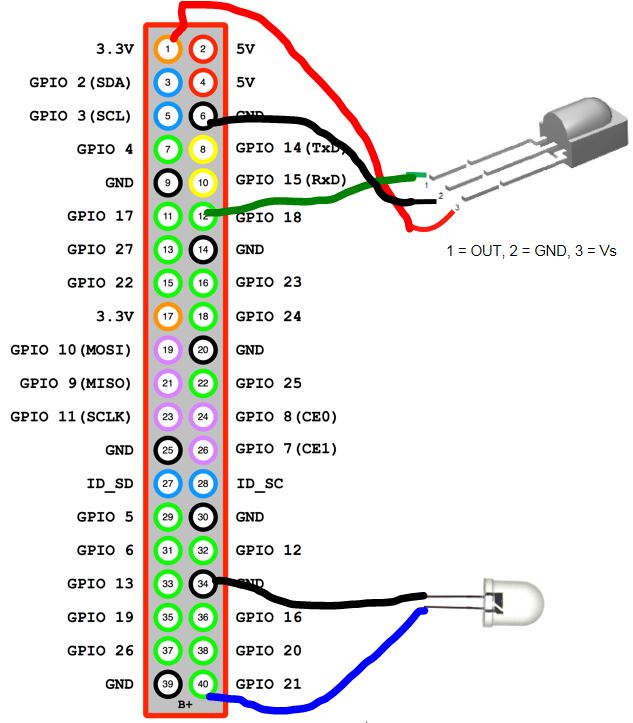 3.3V 1 2 5V
GPIO 2(SDA) 3 4 5V
GPIO 3(SCL) 5 6 GND
GPIO 4 7 8 GPIO 14(TxD)
GND 9 10 GPIO 15(RxD)
1
2
3
GPIO 17 11 12 GPIO 18
GPIO 27 13 14 GND
1 = OUT, 2 = GND, 3 = Vs
GPIO 22 15 16 GPIO 23
3.3V 17 18 GPIO 24
GPIO 10(MOSI) 19 20 GND
GPIO 9(MISO) 21 22 GPIO 25
GPIO 11(SCLK) 23 24 GPIO 8(CE0)
GND 25 26 GPIO 7(CE1)
ID_SD 27 28 ID_SC
GPIO 5 29 30 GND
GPIO 6 31 32 GPIO 12
GPIO 13 33 34 GND
GPIO 19 35 36 GPIO 16
GPIO 26 37 38 GPIO 20
GND 39 40 GPIO 21
B+